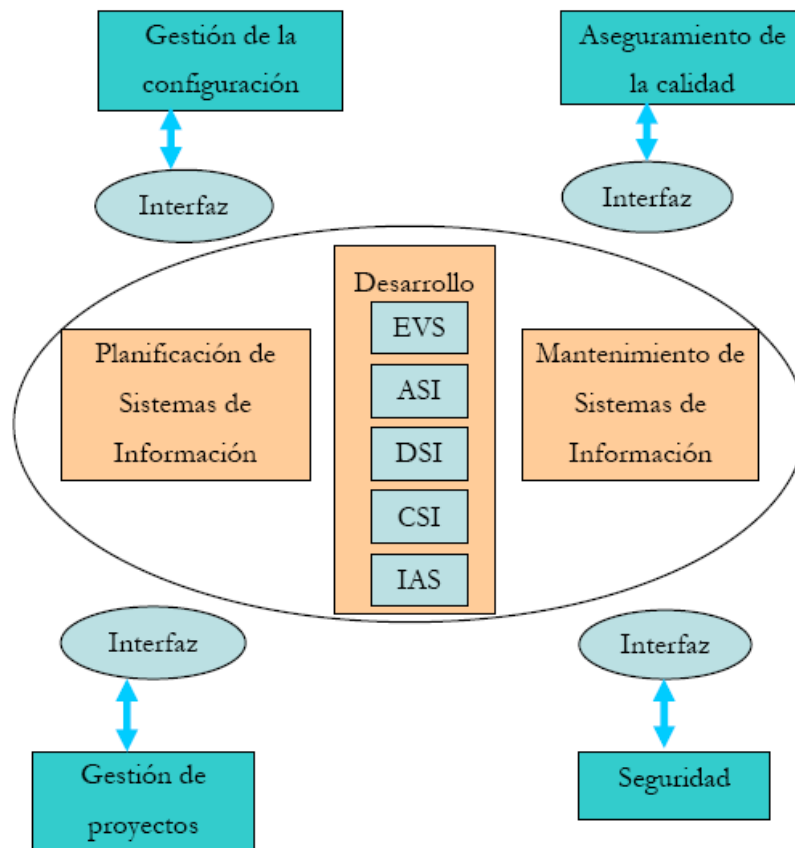 Gestión de la
configuración
Aseguramiento de
la calidad
Interfaz
Interfaz
Desarrollo
EVS
ASI
DSI
CSI
IAS
Planificación de
Sistemas de
Información
Mantenimiento de
Sistemas de
Información
Interfaz
Interfaz
Gestión de
proyectos
Seguridad